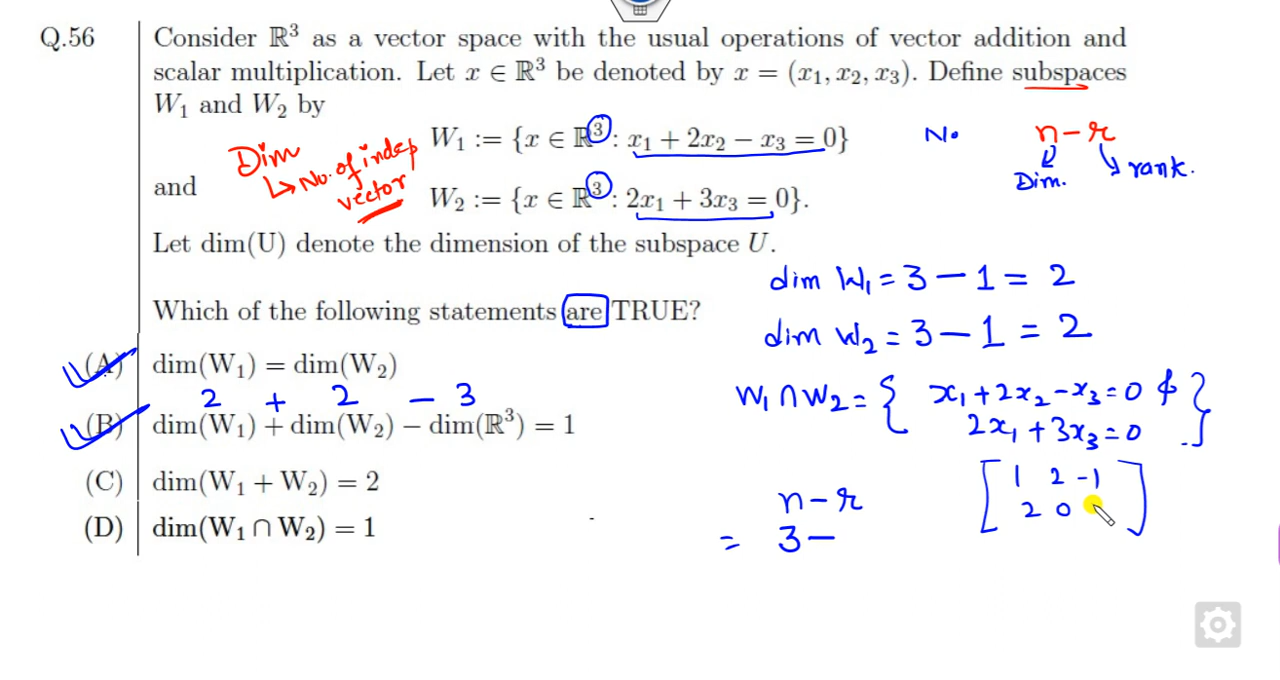 Q.56 Consider ℝ³ as a vector space with the usual operations of vector addition and
scalar multiplication. Let x ∈ ℝ³ be denoted by x = (x₁, x₂, x₃). Define subspaces
W₁ and W₂ by
W₁ := {x ∈ ℝ³ : x₁ + 2x₂ − x₃ = 0}
No. n − r
Dim. rank.
Dim
↳ No. of indep
vector
and
W₂ := {x ∈ ℝ³ : 2x₁ + 3x₃ = 0}.
Let dim(U) denote the dimension of the subspace U.
dim W₁ = 3 − 1 = 2
Which of the following statements are TRUE?
dim W₂ = 3 − 1 = 2
(A) dim(W₁) = dim(W₂)
2 + 2 − 3
(B) dim(W₁) + dim(W₂) − dim(ℝ³) = 1
(C) dim(W₁ + W₂) = 2
(D) dim(W₁ ∩ W₂) = 1
W₁ ∩ W₂ = { x₁ + 2x₂ − x₃ = 0 &
2x₁ + 3x₃ = 0 }
[ 1 2 −1
2 0 ]
n − r
= 3 −